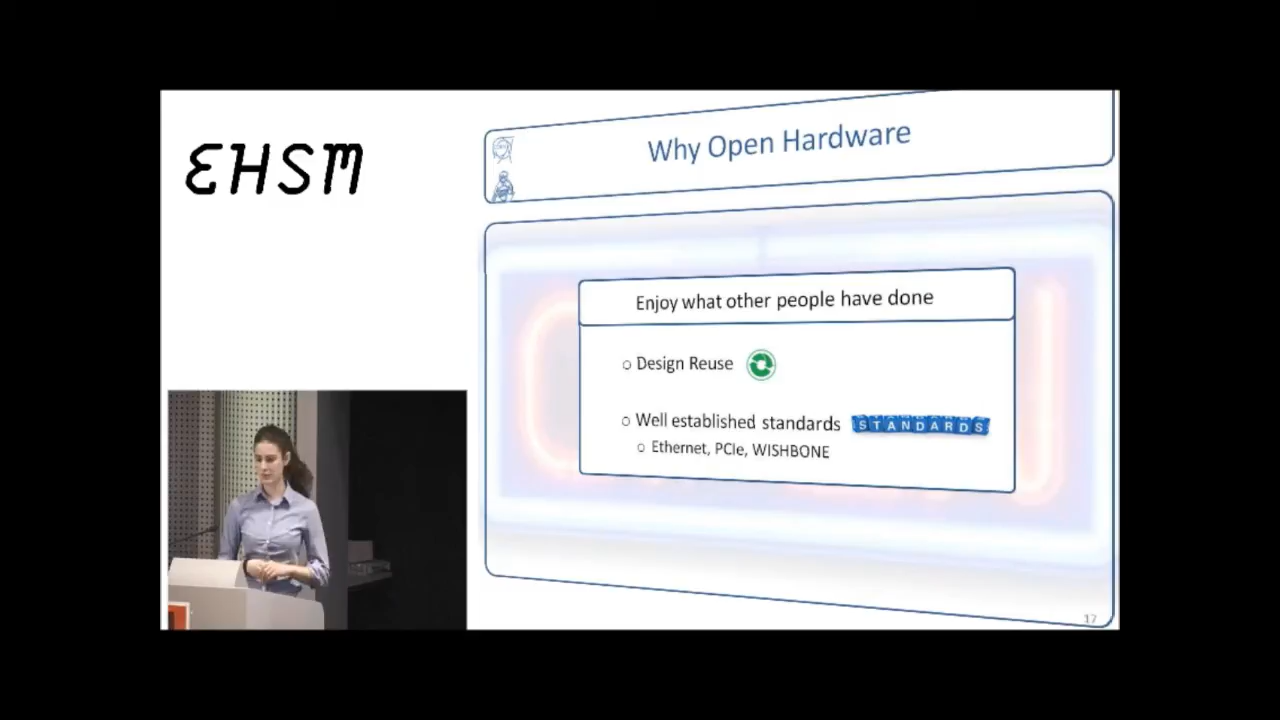 EHSM
Why Open Hardware
Enjoy what other people have done
○ Design Reuse
○ Well established standards
STANDARDS
○ Ethernet, PCIe, WISHBONE
17